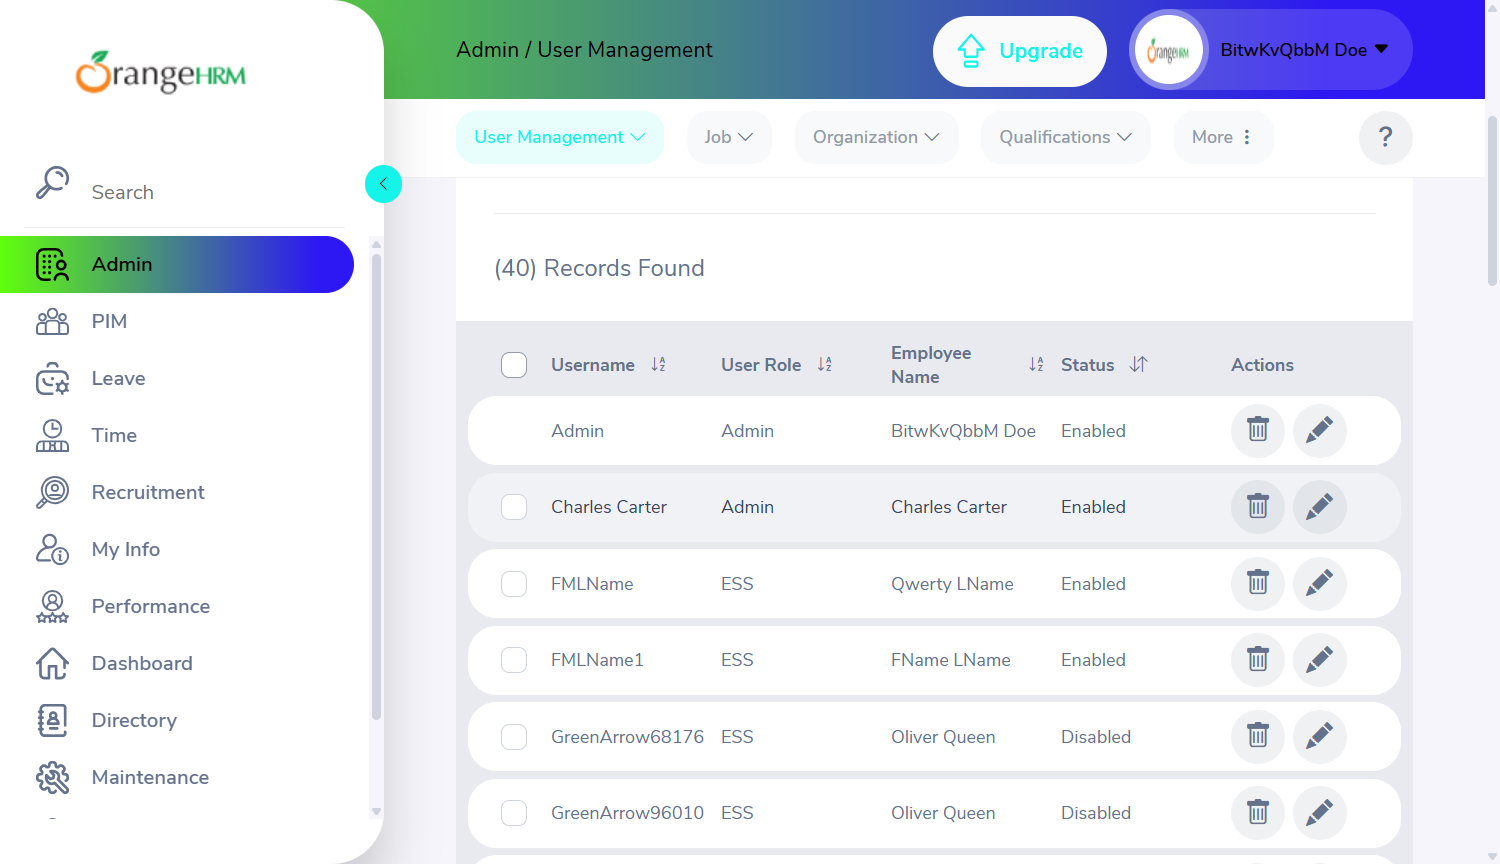 OrangeHRM
Search
Admin
PIM
Leave
Time
Recruitment
My Info
Performance
Dashboard
Directory
Maintenance
Admin / User Management
Upgrade
OrangeHRM
BitwKvQbbM Doe
User Management
Job
Organization
Qualifications
More
?
(40) Records Found
Username
User Role
Employee
Name
Status
Actions
Admin Admin BitwKvQbbM Doe Enabled
Charles Carter Admin Charles Carter Enabled
FMLName ESS Qwerty LName Enabled
FMLName1 ESS FName LName Enabled
GreenArrow68176 ESS Oliver Queen Disabled
GreenArrow96010 ESS Oliver Queen Disabled